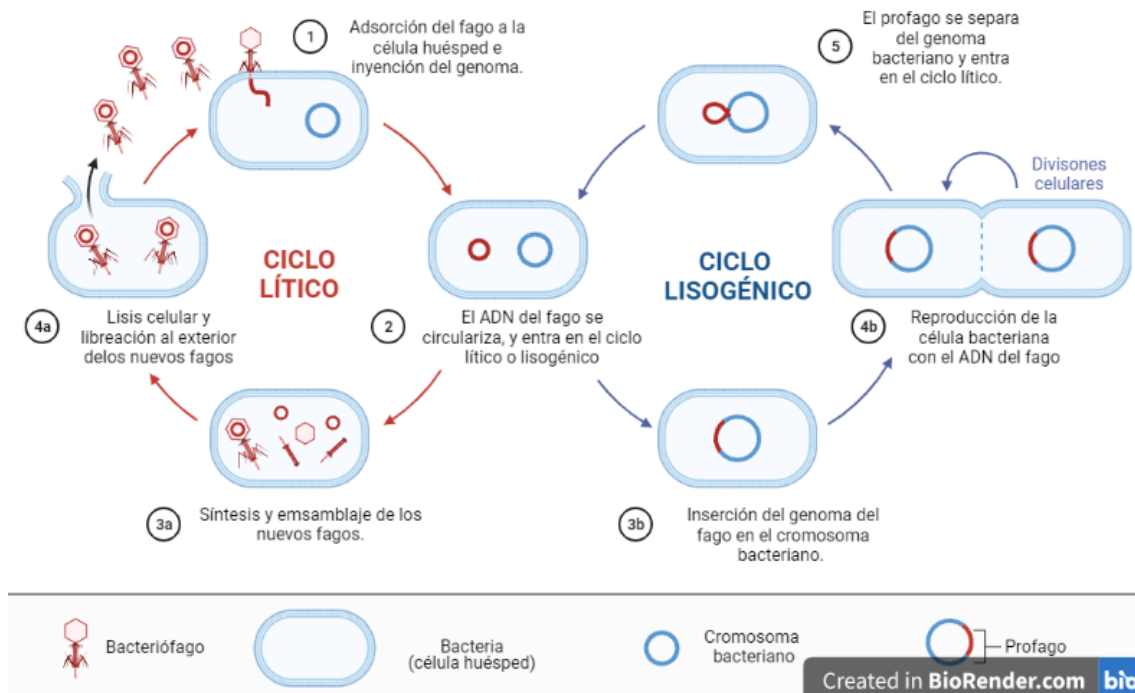 1
Adsorción del fago a la
célula huésped e
inyención del genoma.
5
El profago se separa
del genoma
bacteriano y entra
en el ciclo lítico.
Divisones
celulares
CICLO
LÍTICO
CICLO
LISOGÉNICO
4a
Lisis celular y
libreación al exterior
delos nuevos fagos
2
El ADN del fago se
circulariza, y entra en el ciclo
lítico o lisogénico
4b
Reproducción de la
célula bacteriana
con el ADN del fago
3a
Síntesis y emsamblaje de los
nuevos fagos.
3b
Inserción del genoma del
fago en el cromosoma
bacteriano.
Bacteriófago
Bacteria
(célula huésped)
Cromosoma
bacteriano
Profago
Created in BioRender.com